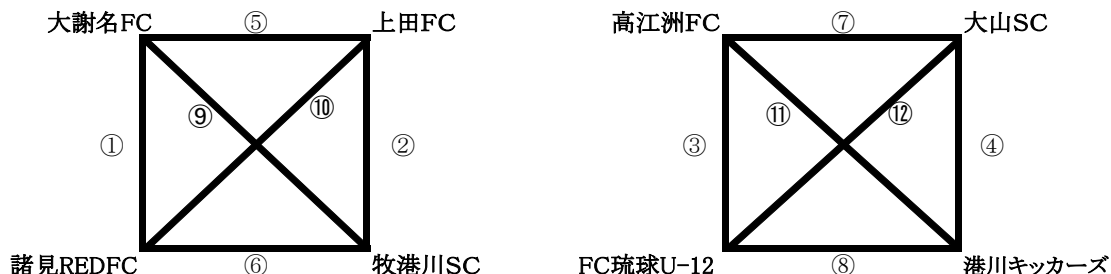 大謝名FC ⑤ 上田FC 高江洲FC ⑦ 大山SC
⑨ ⑩ ⑪ ⑫
① ② ③ ④
諸見REDFC ⑥ 牧港川SC FC琉球U-12 ⑧ 港川キッカーズ